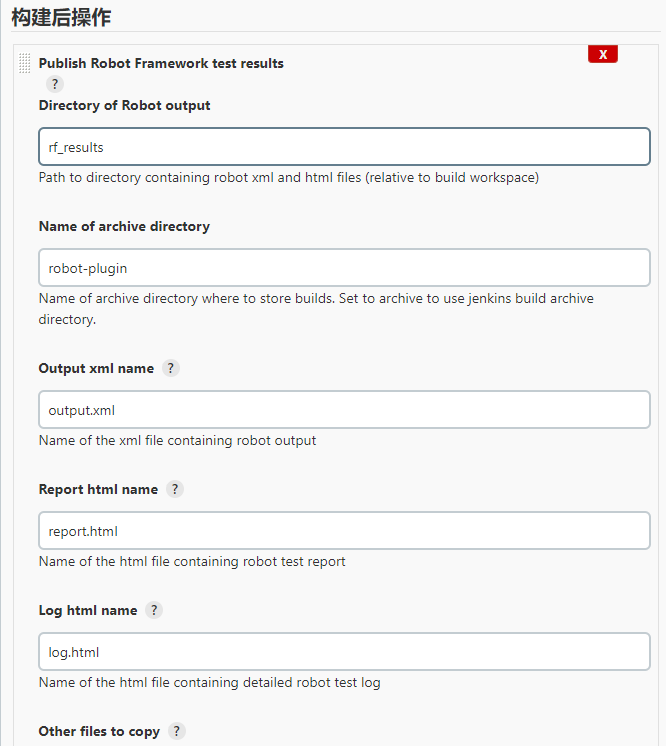 构建后操作
X
Publish Robot Framework test results
?
Directory of Robot output
rf_results
Path to directory containing robot xml and html files (relative to build workspace)
Name of archive directory
robot-plugin
Name of archive directory where to store builds. Set to archive to use jenkins build archive
directory.
Output xml name ?
output.xml
Name of the xml file containing robot output
Report html name ?
report.html
Name of the html file containing robot test report
Log html name ?
log.html
Name of the html file containing detailed robot test log
Other files to copy ?